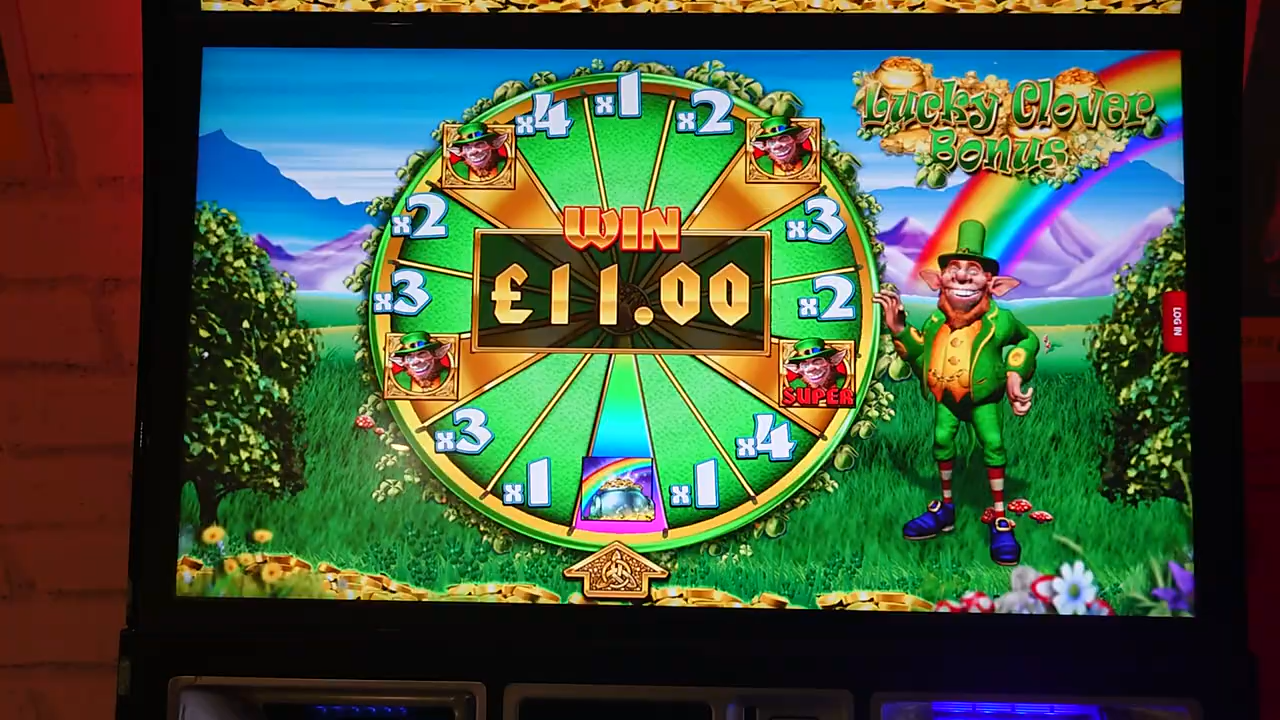 Lucky Clover
Bonus
x4
x1
x2
x2
x3
WIN
£11.00
x3
x2
SUPER
x3
x4
x1
x1
LOG IN